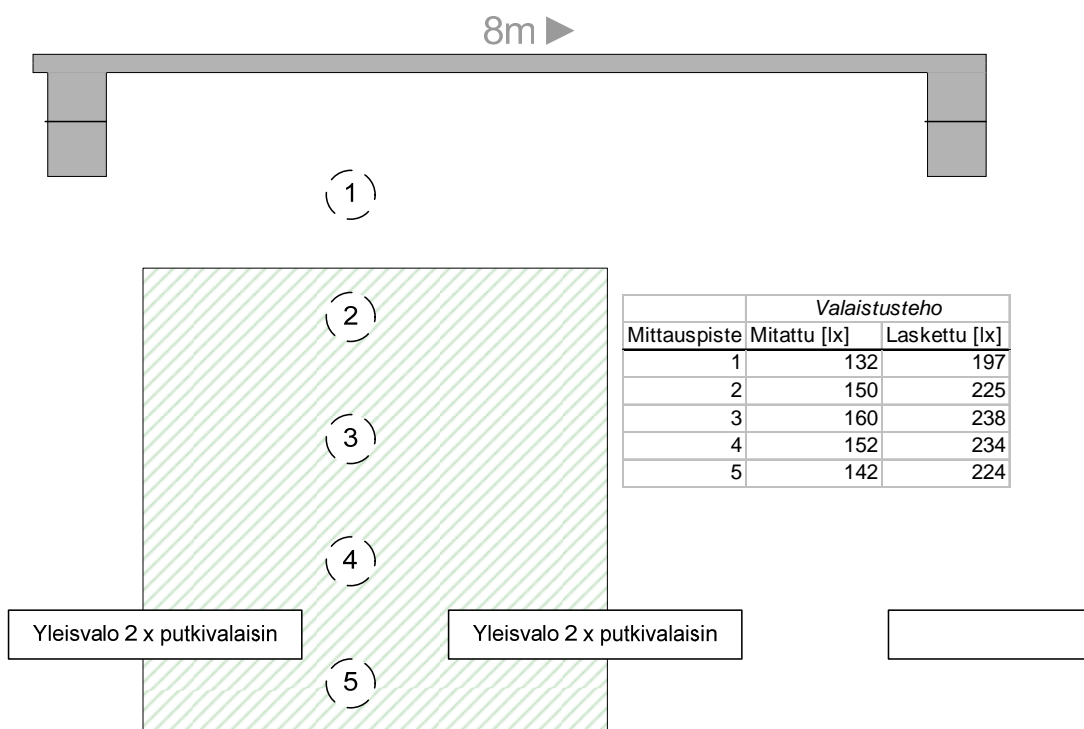 8m ►
1
2
3
4
5
Valaistusteho
Mittauspiste Mitattu [lx] Laskettu [lx]
1 132 197
2 150 225
3 160 238
4 152 234
5 142 224
Yleisvalo 2 x putkivalaisin
Yleisvalo 2 x putkivalaisin